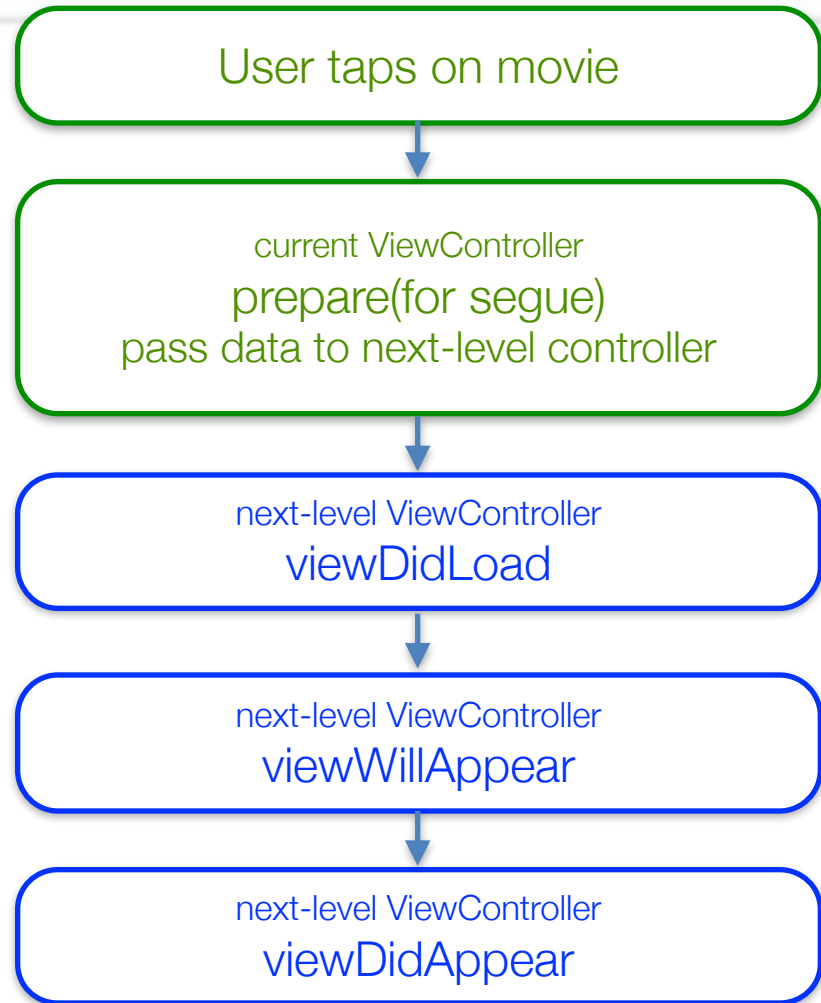 User taps on movie
current ViewController
prepare(for segue)
pass data to next-level controller
next-level ViewController
viewDidLoad
next-level ViewController
viewWillAppear
next-level ViewController
viewDidAppear